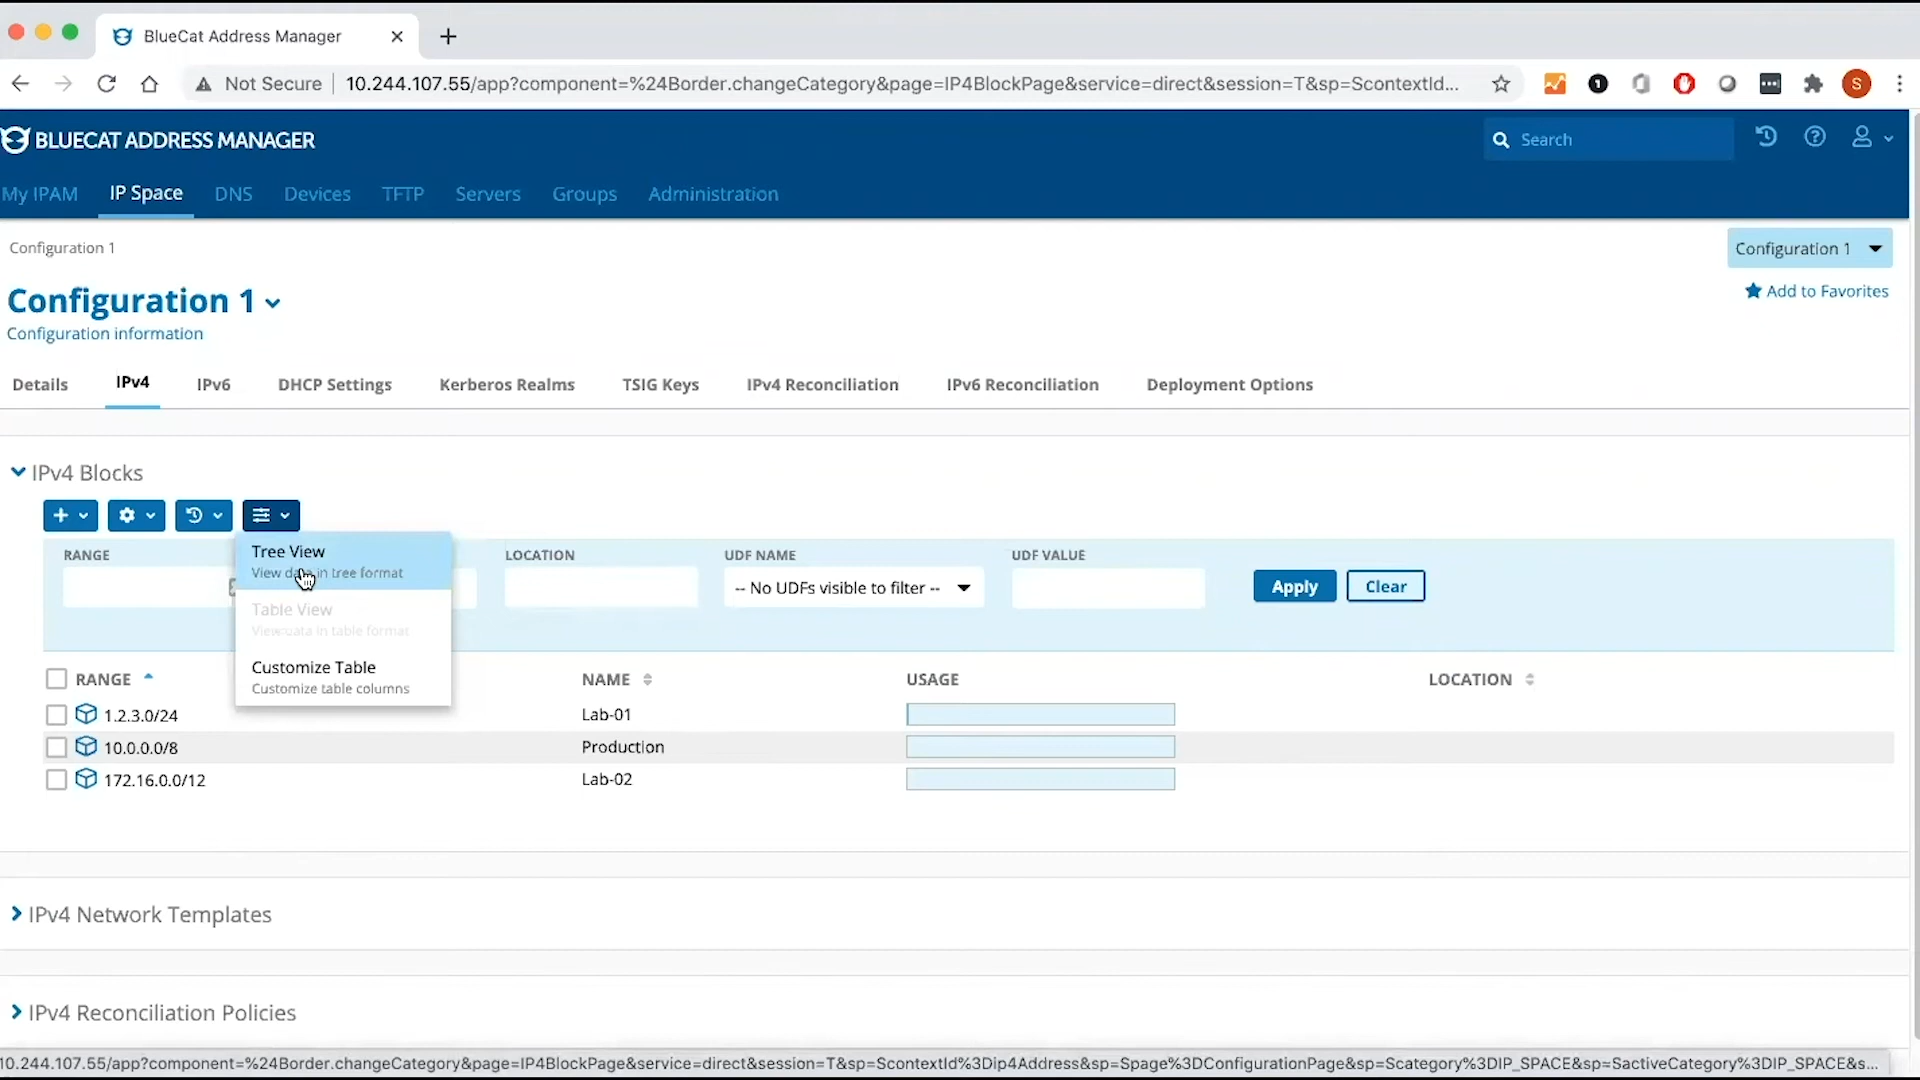 BlueCat Address Manager
Not Secure
10.244.107.55/app?component=%24Border.changeCategory&page=IP4BlockPage&service=direct&session=T&sp=ScontextId...
S
BLUECAT ADDRESS MANAGER
Search
My IPAM
IP Space
DNS
Devices
TFTP
Servers
Groups
Administration
Configuration 1
Configuration 1
Configuration 1
Add to Favorites
Configuration information
Details
IPv4
IPv6
DHCP Settings
Kerberos Realms
TSIG Keys
IPv4 Reconciliation
IPv6 Reconciliation
Deployment Options
IPv4 Blocks
RANGE
LOCATION
UDF NAME
UDF VALUE
-- No UDFs visible to filter --
Apply
Clear
Tree View
View data in tree format
Table View
View data in table format
Customize Table
Customize table columns
RANGE
NAME
USAGE
LOCATION
1.2.3.0/24
Lab-01
10.0.0.0/8
Production
172.16.0.0/12
Lab-02
IPv4 Network Templates
IPv4 Reconciliation Policies
10.244.107.55/app?component=%24Border.changeCategory&page=IP4BlockPage&service=direct&session=T&sp=ScontextId%3Dip4Address&sp=Spage%3DConfigurationPage&sp=Scategory%3DIP_SPACE&sp=SactiveCategory%3DIP_SPACE&s...